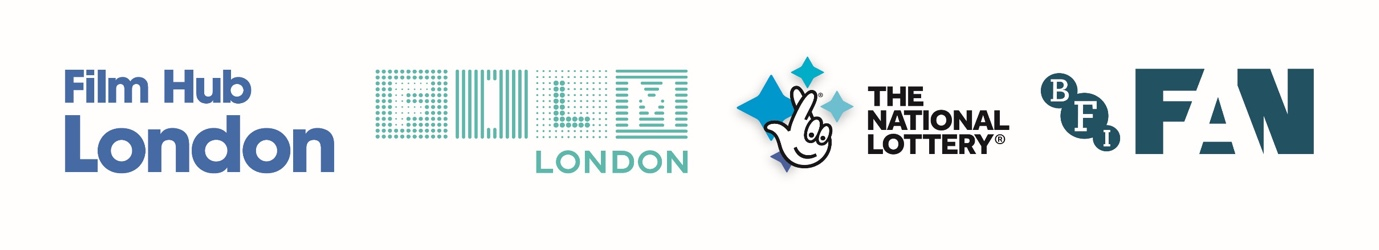 Film Hub
London
FILM
LONDON
THE
NATIONAL
LOTTERY®
BFI
FAN